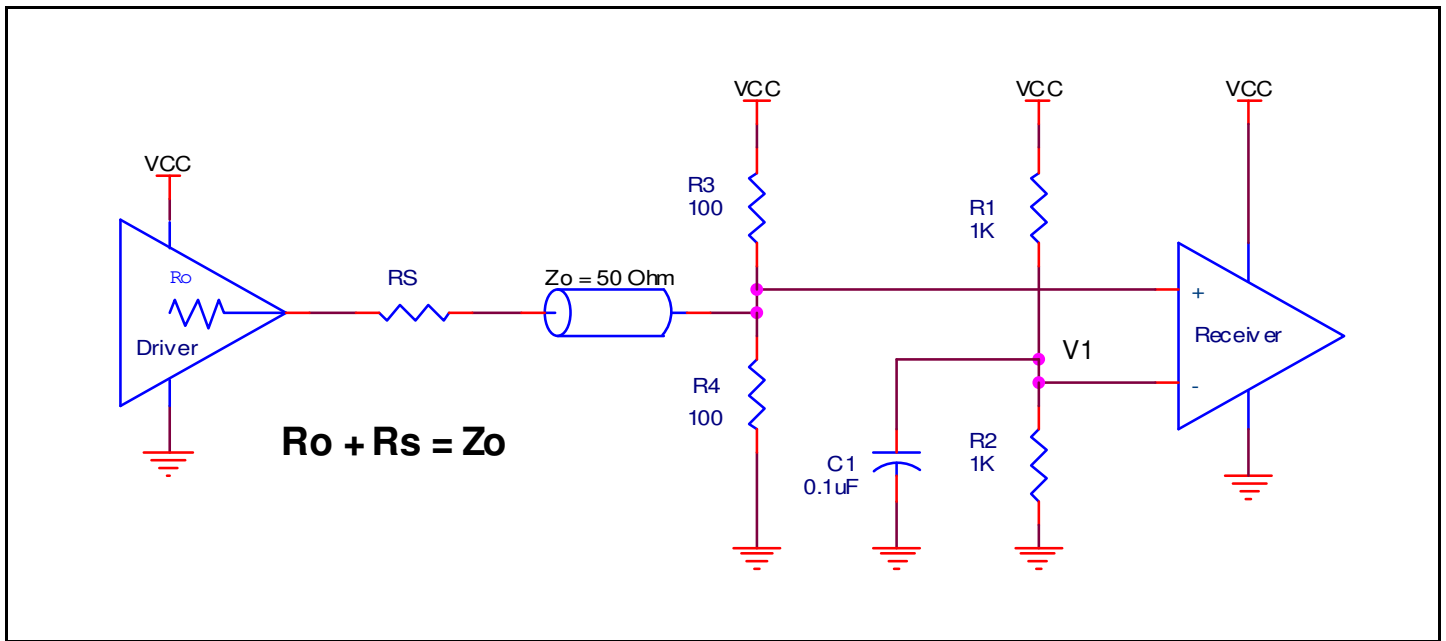 VCC
VCC
VCC
VCC
R3
100
R1
1K
Ro
RS
Zo = 50 Ohm
+
Driver
Receiver
V1
-
R4
100
Ro + Rs = Zo
R2
1K
C1
0.1uF